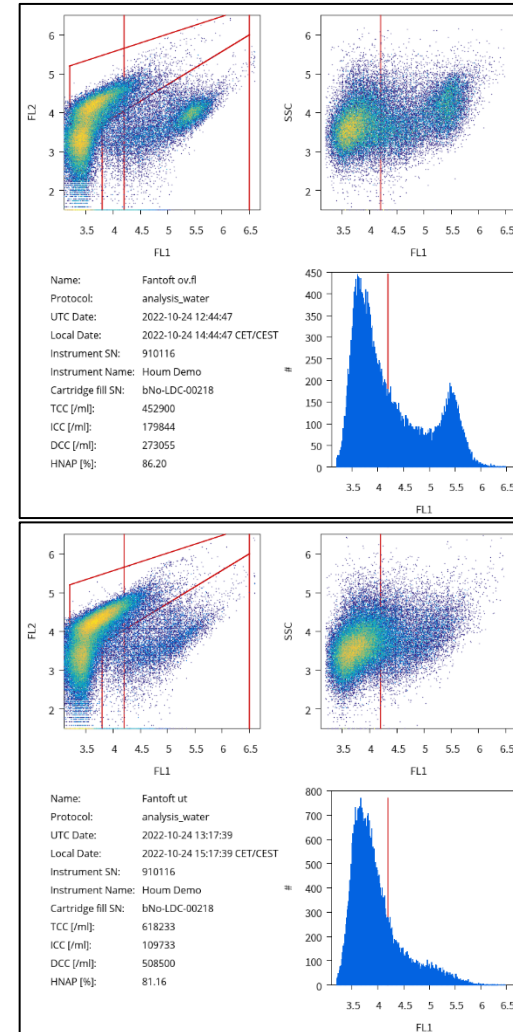 6
5
4
3
2
FL2
3.5 4 4.5 5 5.5 6 6.5
FL1
6
5
4
3
2
SSC
3.5 4 4.5 5 5.5 6 6.5
FL1
Name: Fantoft ov.fl
Protocol: analysis_water
UTC Date: 2022-10-24 12:44:47
Local Date: 2022-10-24 14:44:47 CET/CEST
Instrument SN: 910116
Instrument Name: Houm Demo
Cartridge fill SN: bNo-LDC-00218
TCC [/ml]: 452900
ICC [/ml]: 179844
DCC [/ml]: 273055
HNAP [%]: 86.20
450
400
350
300
250
200
150
100
50
0
#
3.5 4 4.5 5 5.5 6 6.5
FL1
6
5
4
3
2
FL2
3.5 4 4.5 5 5.5 6 6.5
FL1
6
5
4
3
2
SSC
3.5 4 4.5 5 5.5 6 6.5
FL1
Name: Fantoft ut
Protocol: analysis_water
UTC Date: 2022-10-24 13:17:39
Local Date: 2022-10-24 15:17:39 CET/CEST
Instrument SN: 910116
Instrument Name: Houm Demo
Cartridge fill SN: bNo-LDC-00218
TCC [/ml]: 618233
ICC [/ml]: 109733
DCC [/ml]: 508500
HNAP [%]: 81.16
800
700
600
500
400
300
200
100
0
#
3.5 4 4.5 5 5.5 6 6.5
FL1